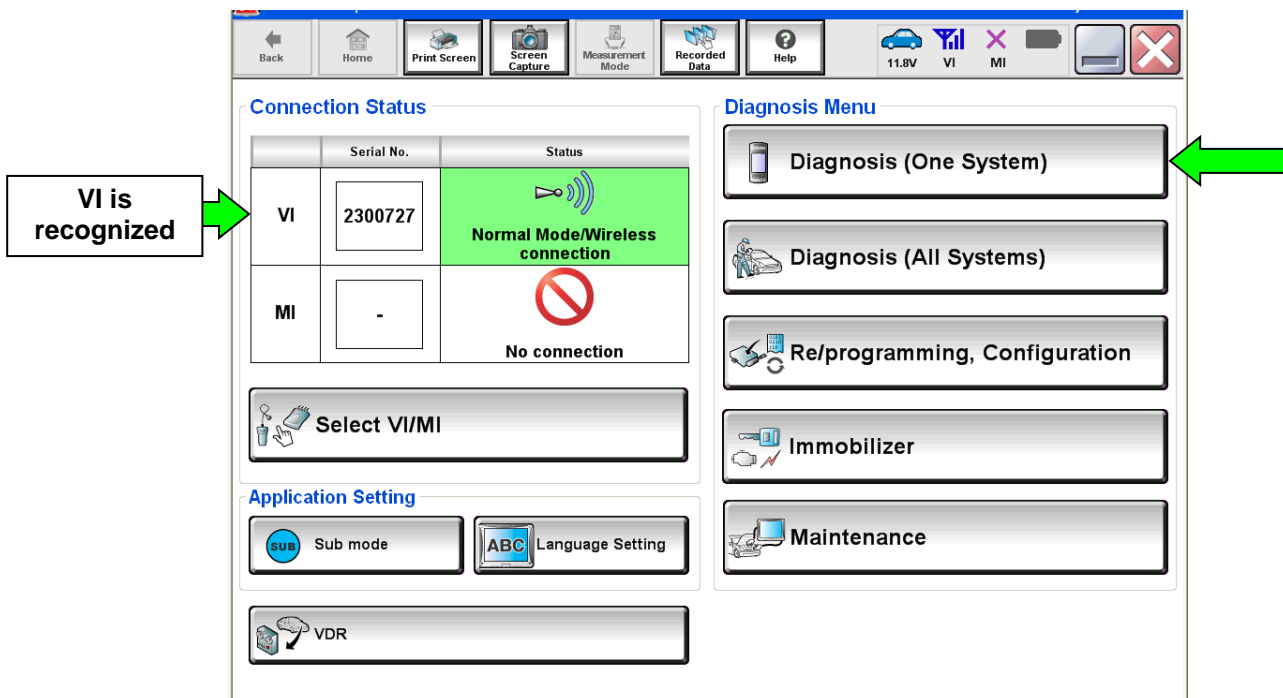 Back
Home
Print Screen
Screen
Capture
Measurement
Mode
Recorded
Data
Help
11.8V
VI
MI
Connection Status
Serial No.
Status
VI
2300727
Normal Mode/Wireless
connection
MI
-
No connection
Select VI/MI
Application Setting
SUB
Sub mode
ABC
Language Setting
VDR
Diagnosis Menu
Diagnosis (One System)
Diagnosis (All Systems)
Re/programming, Configuration
Immobilizer
Maintenance
VI is
recognized